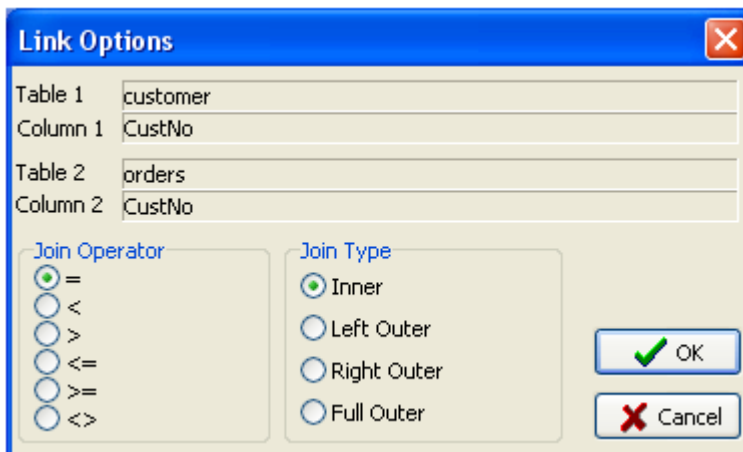 Link Options
Table 1 customer
Column 1 CustNo
Table 2 orders
Column 2 CustNo
Join Operator
=
<
>
<=
>=
<>
Join Type
Inner
Left Outer
Right Outer
Full Outer
OK
Cancel